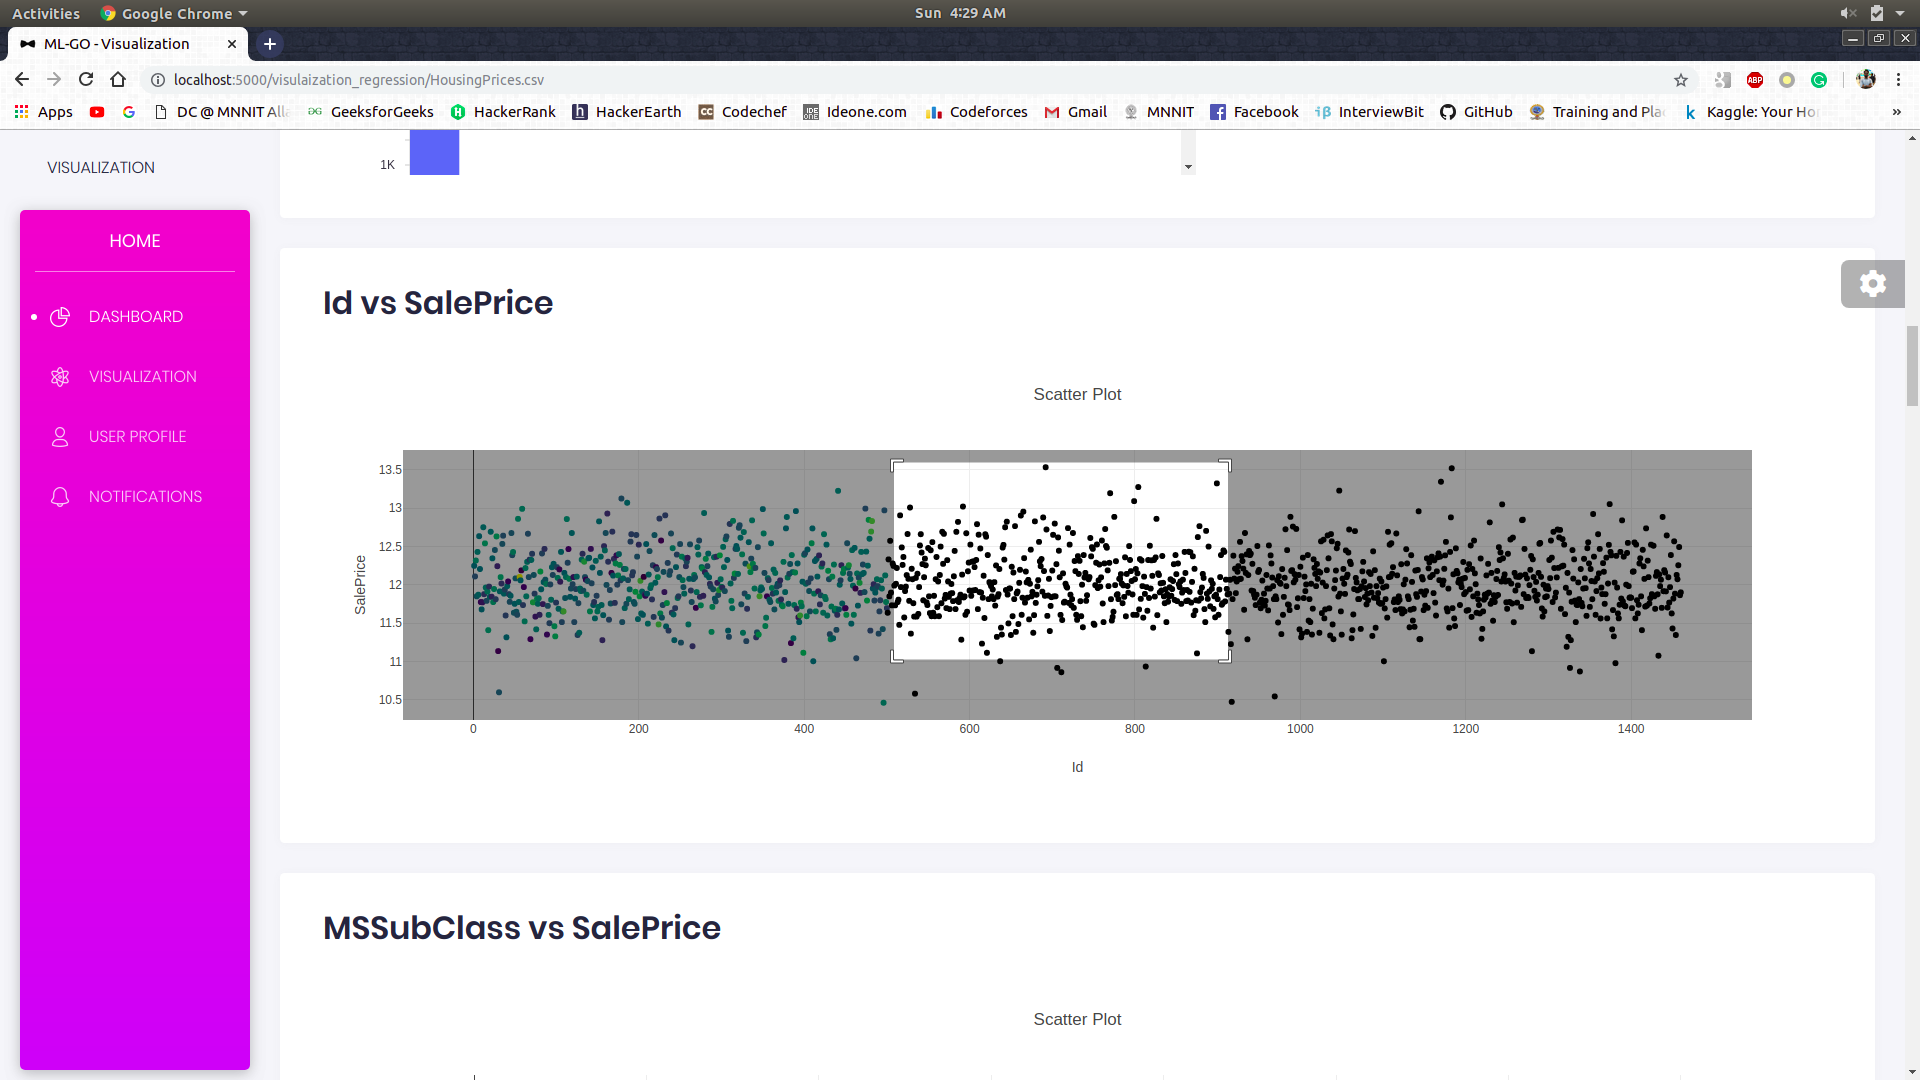 Activities Google Chrome Sun 4:29 AM
ML-GO - Visualization
localhost:5000/visulaization_regression/HousingPrices.csv
ABP
Apps DC @ MNNIT Alla GeeksforGeeks HackerRank HackerEarth Codechef Ideone.com Codeforces Gmail MNNIT Facebook InterviewBit GitHub Training and Pla Kaggle: Your Ho »
VISUALIZATION
1K
HOME
DASHBOARD
VISUALIZATION
USER PROFILE
NOTIFICATIONS
Id vs SalePrice
Scatter Plot
13.5
13
12.5
12
11.5
11
10.5
SalePrice
0 200 400 600 800 1000 1200 1400
Id
MSSubClass vs SalePrice
Scatter Plot